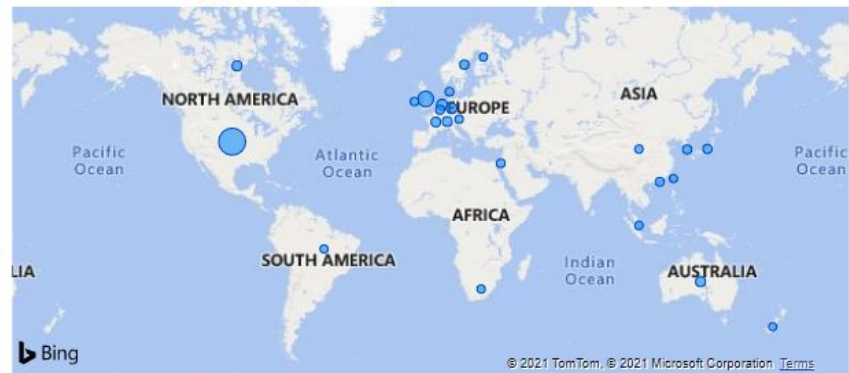 NORTH AMERICA
EUROPE
ASIA
Pacific
Ocean
Atlantic
Ocean
Pacific
Ocean
AFRICA
SOUTH AMERICA
Indian
Ocean
LIA
AUSTRALIA
Bing
© 2021 TomTom, © 2021 Microsoft Corporation Terms